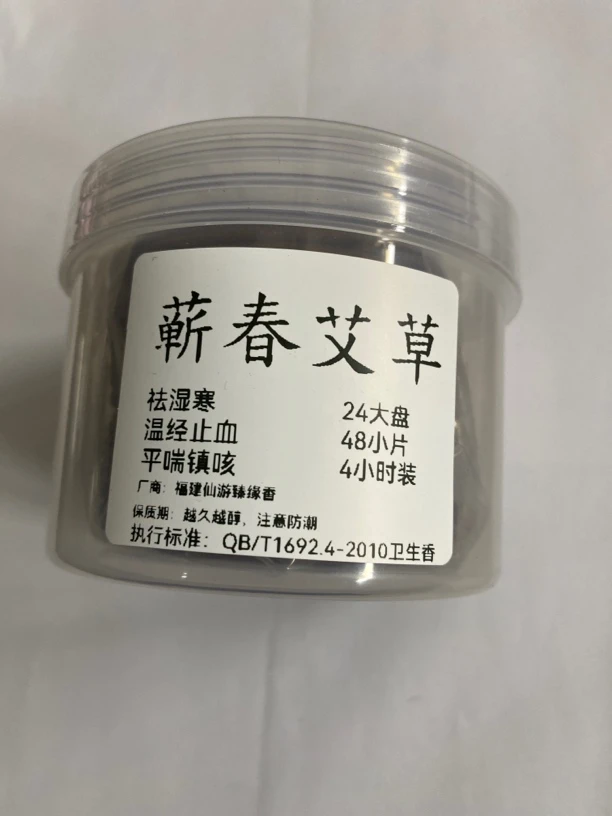 蕲春艾草
祛湿寒
温经止血
平喘镇咳
24大盘
48小片
4小时装
厂商：福建仙游臻缘香
保质期：越久越醇，注意防潮
执行标准：QB/T1692.4-2010卫生香